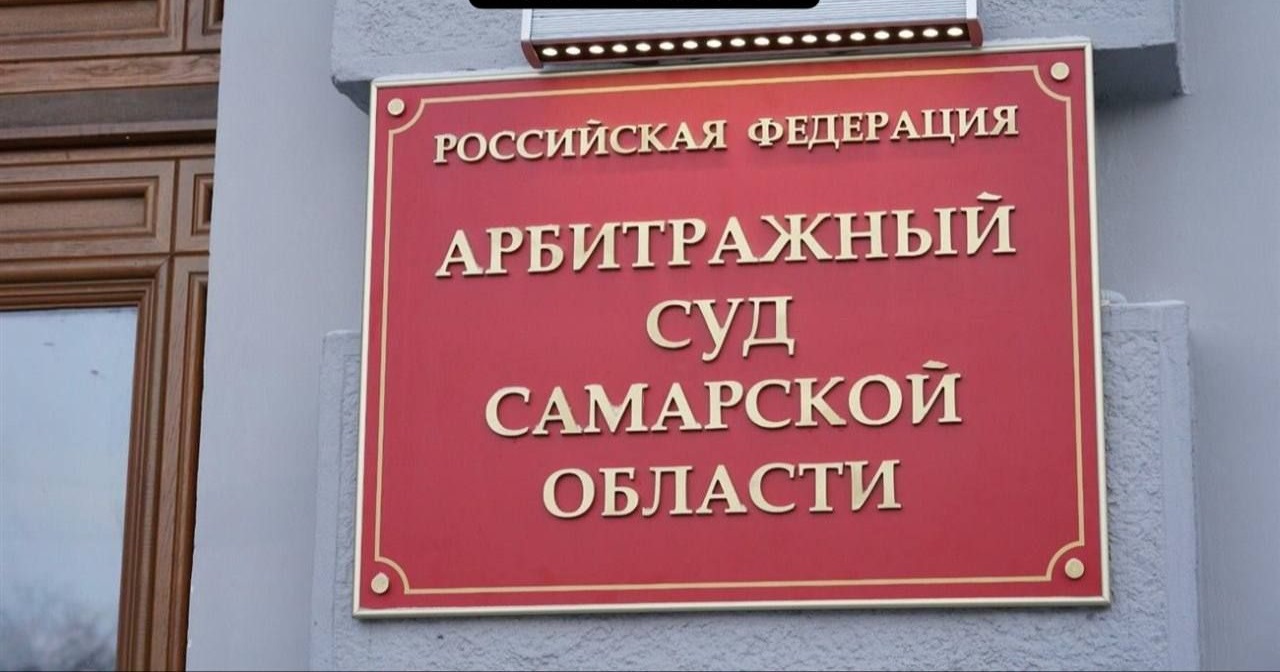 РОССИЙСКАЯ ФЕДЕРАЦИЯ
АРБИТРАЖНЫЙ
СУД
САМАРСКОЙ
ОБЛАСТИ